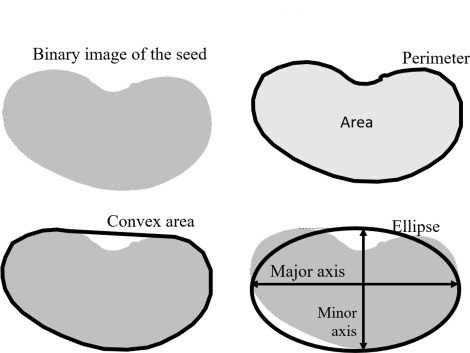 Binary image of the seed
Perimeter
Area
Convex area
Ellipse
Major axis
Minor
axis